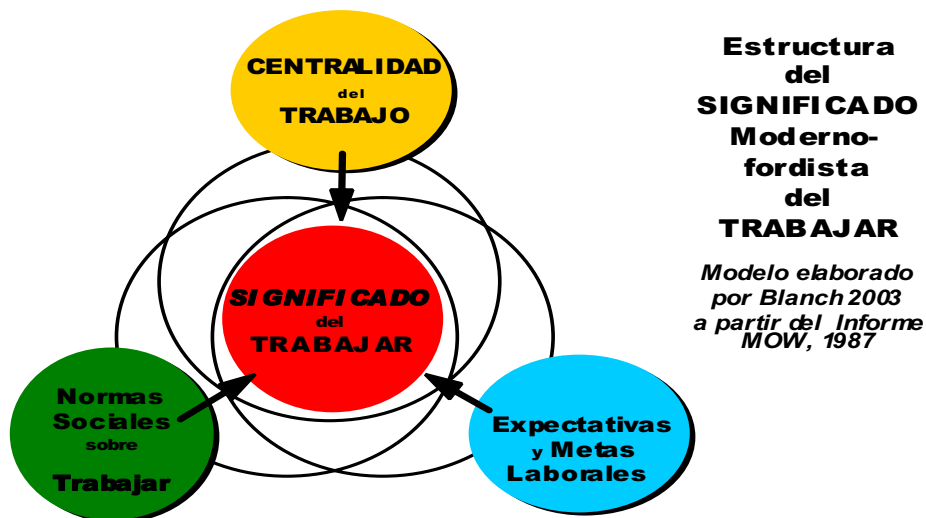 CENTRALIDAD
del
TRABAJO
Estructura
del
SIGNIFICADO
Moderno-
fordista
del
TRABAJAR
Modelo elaborado
por Blanch 2003
a partir del Informe
MOW, 1987
SIGNIFICADO
del
TRABAJAR
Normas
Sociales
sobre
Trabajar
Expectativas
y Metas
Laborales